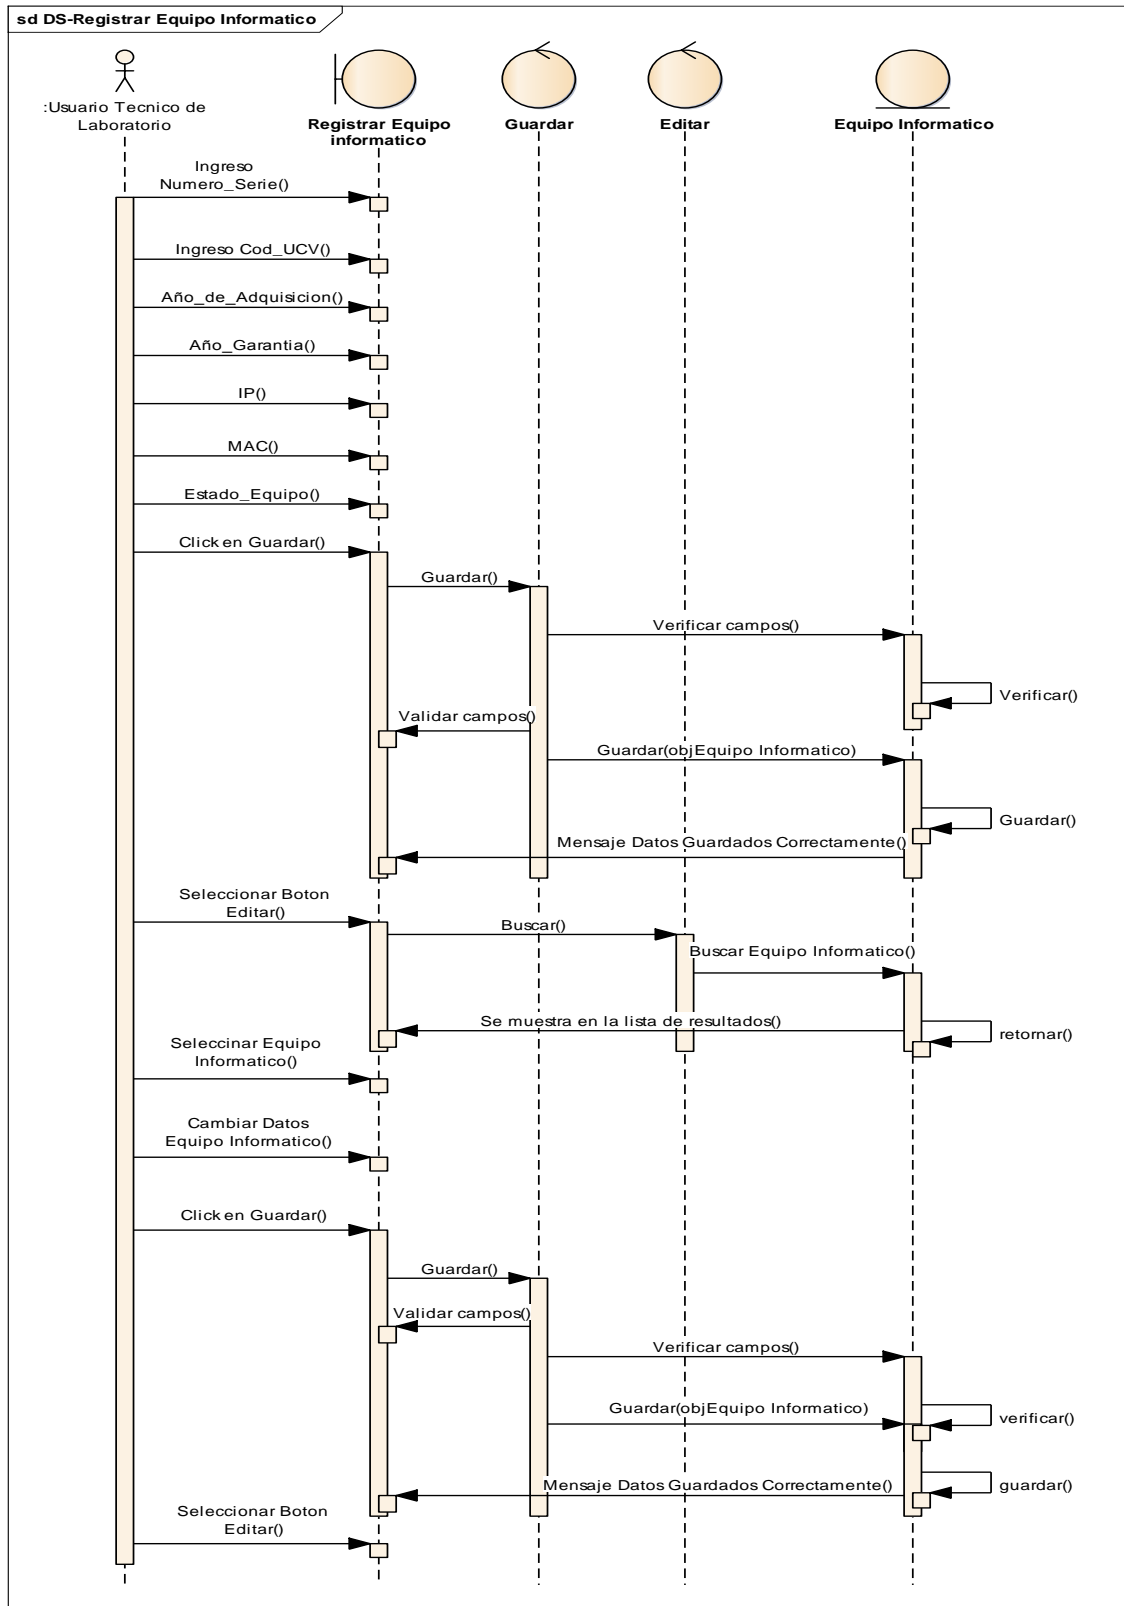 sd DS-Registrar Equipo Informatico
:Usuario Tecnico de
Laboratorio
Registrar Equipo
informatico
Guardar
Editar
Equipo Informatico
Ingreso
Numero_Serie()
Ingreso Cod_UCV()
Año_de_Adquisicion()
Año_Garantia()
IP()
MAC()
Estado_Equipo()
Click en Guardar()
Guardar()
Verificar campos()
Verificar()
Validar campos()
Guardar(objEquipo Informatico)
Guardar()
Mensaje Datos Guardados Correctamente()
Seleccionar Boton
Editar()
Buscar()
Buscar Equipo Informatico()
Se muestra en la lista de resultados()
retornar()
Seleccinar Equipo
Informatico()
Cambiar Datos
Equipo Informatico()
Click en Guardar()
Guardar()
Validar campos()
Verificar campos()
Guardar(objEquipo Informatico)
verificar()
Mensaje Datos Guardados Correctamente()
guardar()
Seleccionar Boton
Editar()